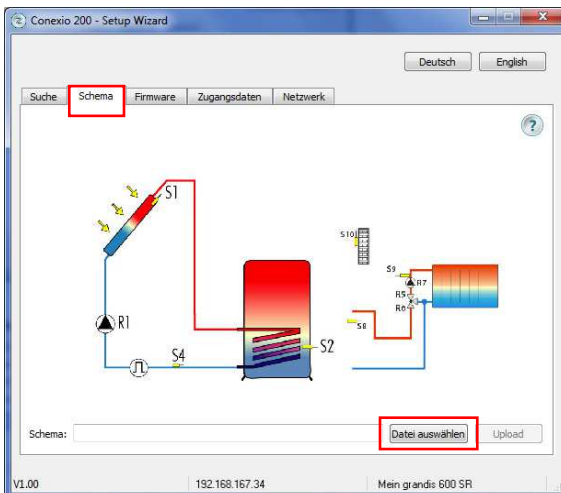 Conexio 200 - Setup Wizard
Deutsch English
Suche Schema Firmware Zugangsdaten Netzwerk
?
S1
S10
S9
R7
R5
R6
R1
S8
S2
S4
Schema: Datei auswählen Upload
V1.00 192.168.167.34 Mein grandis 600 SR